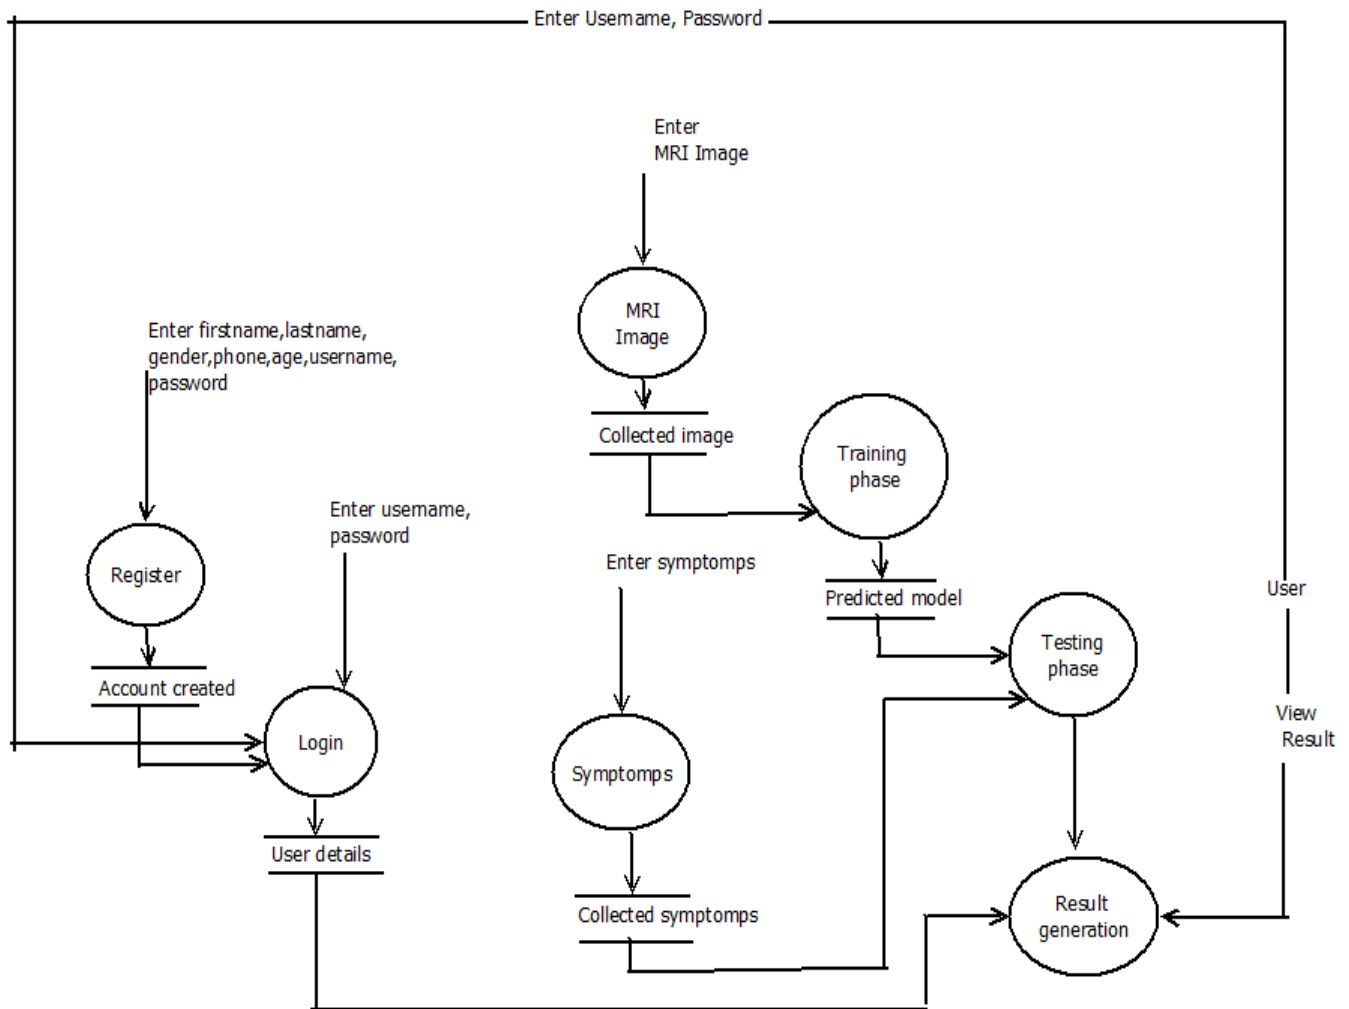 Enter Username, Password
Enter
MRI Image
MRI
Image
Enter firstname,lastname,
gender,phone,age,username,
password
Collected image
Training
phase
Enter username,
password
Enter symptomps
Register
Predicted model
User
Testing
phase
Account created
View
Result
Login
Symptomps
User details
Collected symptomps
Result
generation